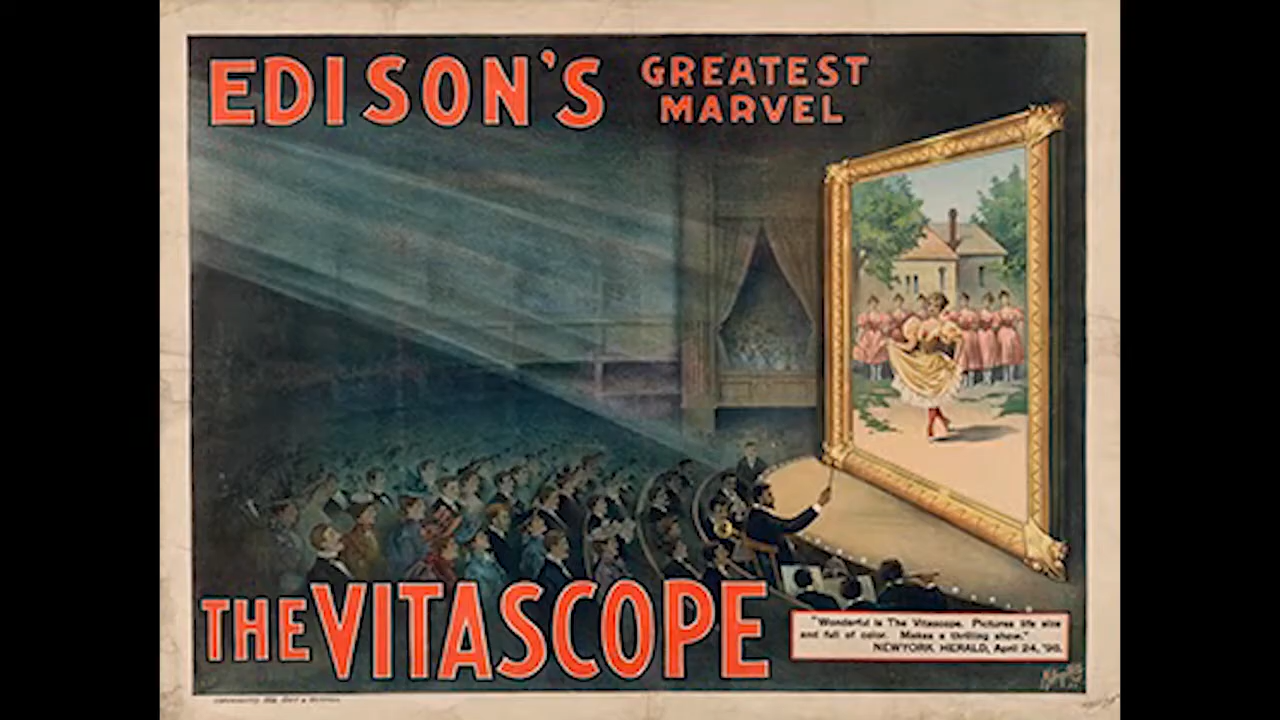 EDISON'S GREATEST
MARVEL
THE VITASCOPE
"Wonderful is The Vitascope. Pictures life size
and full of color. Makes a thrilling show."
NEW YORK HERALD, April 24, '96.